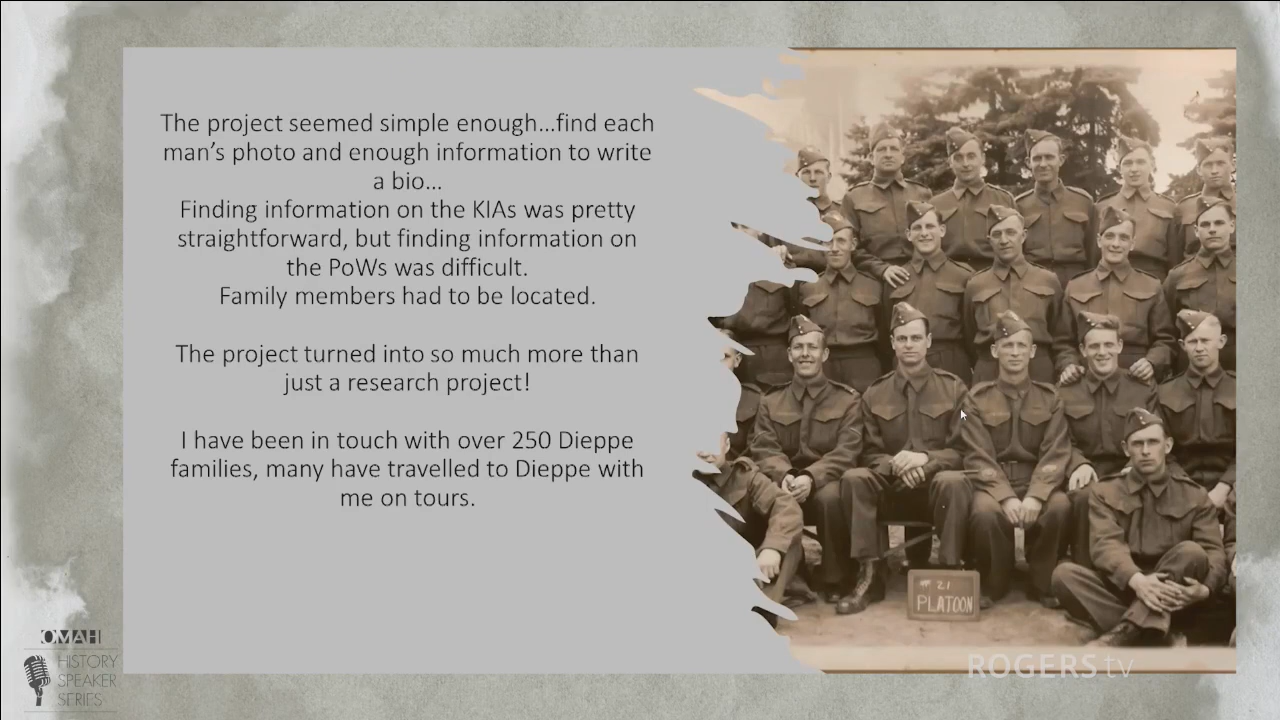 The project seemed simple enough...find each
man's photo and enough information to write
a bio...
Finding information on the KIAs was pretty
straightforward, but finding information on
the PoWs was difficult.
Family members had to be located.
The project turned into so much more than
just a research project!
I have been in touch with over 250 Dieppe
families, many have travelled to Dieppe with
me on tours.
# 21
PLATOON
OMAH
HISTORY
SPEAKER
SERIES
ROGERS tv